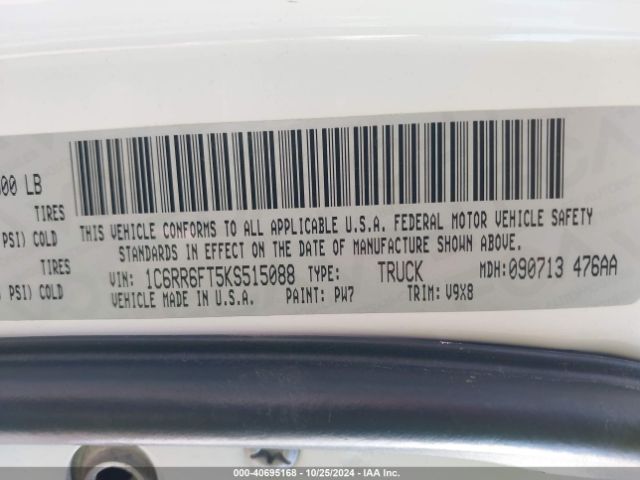 00 LB
TIRES
PSI) COLD
TIRES
PSI) COLD
THIS VEHICLE CONFORMS TO ALL APPLICABLE U.S.A. FEDERAL MOTOR VEHICLE SAFETY
STANDARDS IN EFFECT ON THE DATE OF MANUFACTURE SHOWN ABOVE.
VIN: 1C6RR6FT5KS515088 TYPE: TRUCK MDH:090713 476AA
VEHICLE MADE IN U.S.A. PAINT: PW7 TRIM: V9X8
000-40695168 | 10/25/2024 | IAA Inc.